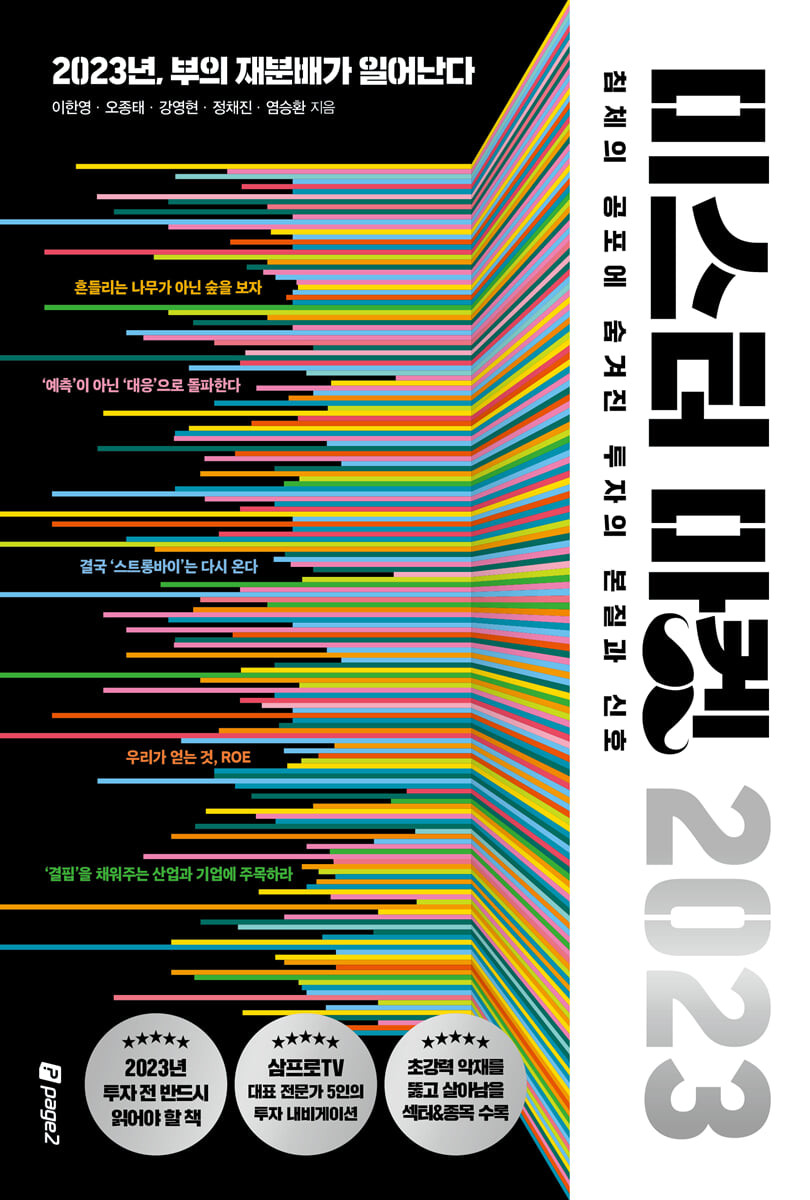 2023년, 부의 재분배가 일어난다
이한영 · 오종태 · 강영현 · 정채진 · 염승환 지음
미스터 마켓 2023
침체의 공포에 숨겨진 투자의 본질과 신호
흔들리는 나무가 아닌 숲을 보자
‘예측’이 아닌 ‘대응’으로 돌파한다
결국 ‘스트롱바이’는 다시 온다
우리가 얻는 것, ROE
‘결핍’을 채워주는 산업과 기업에 주목하라
2023년
투자 전 반드시
읽어야 할 책
삼프로TV
대표 전문가 5인의
투자 내비게이션
초강력 악재를
뚫고 살아남을
섹터&종목 수록
page2